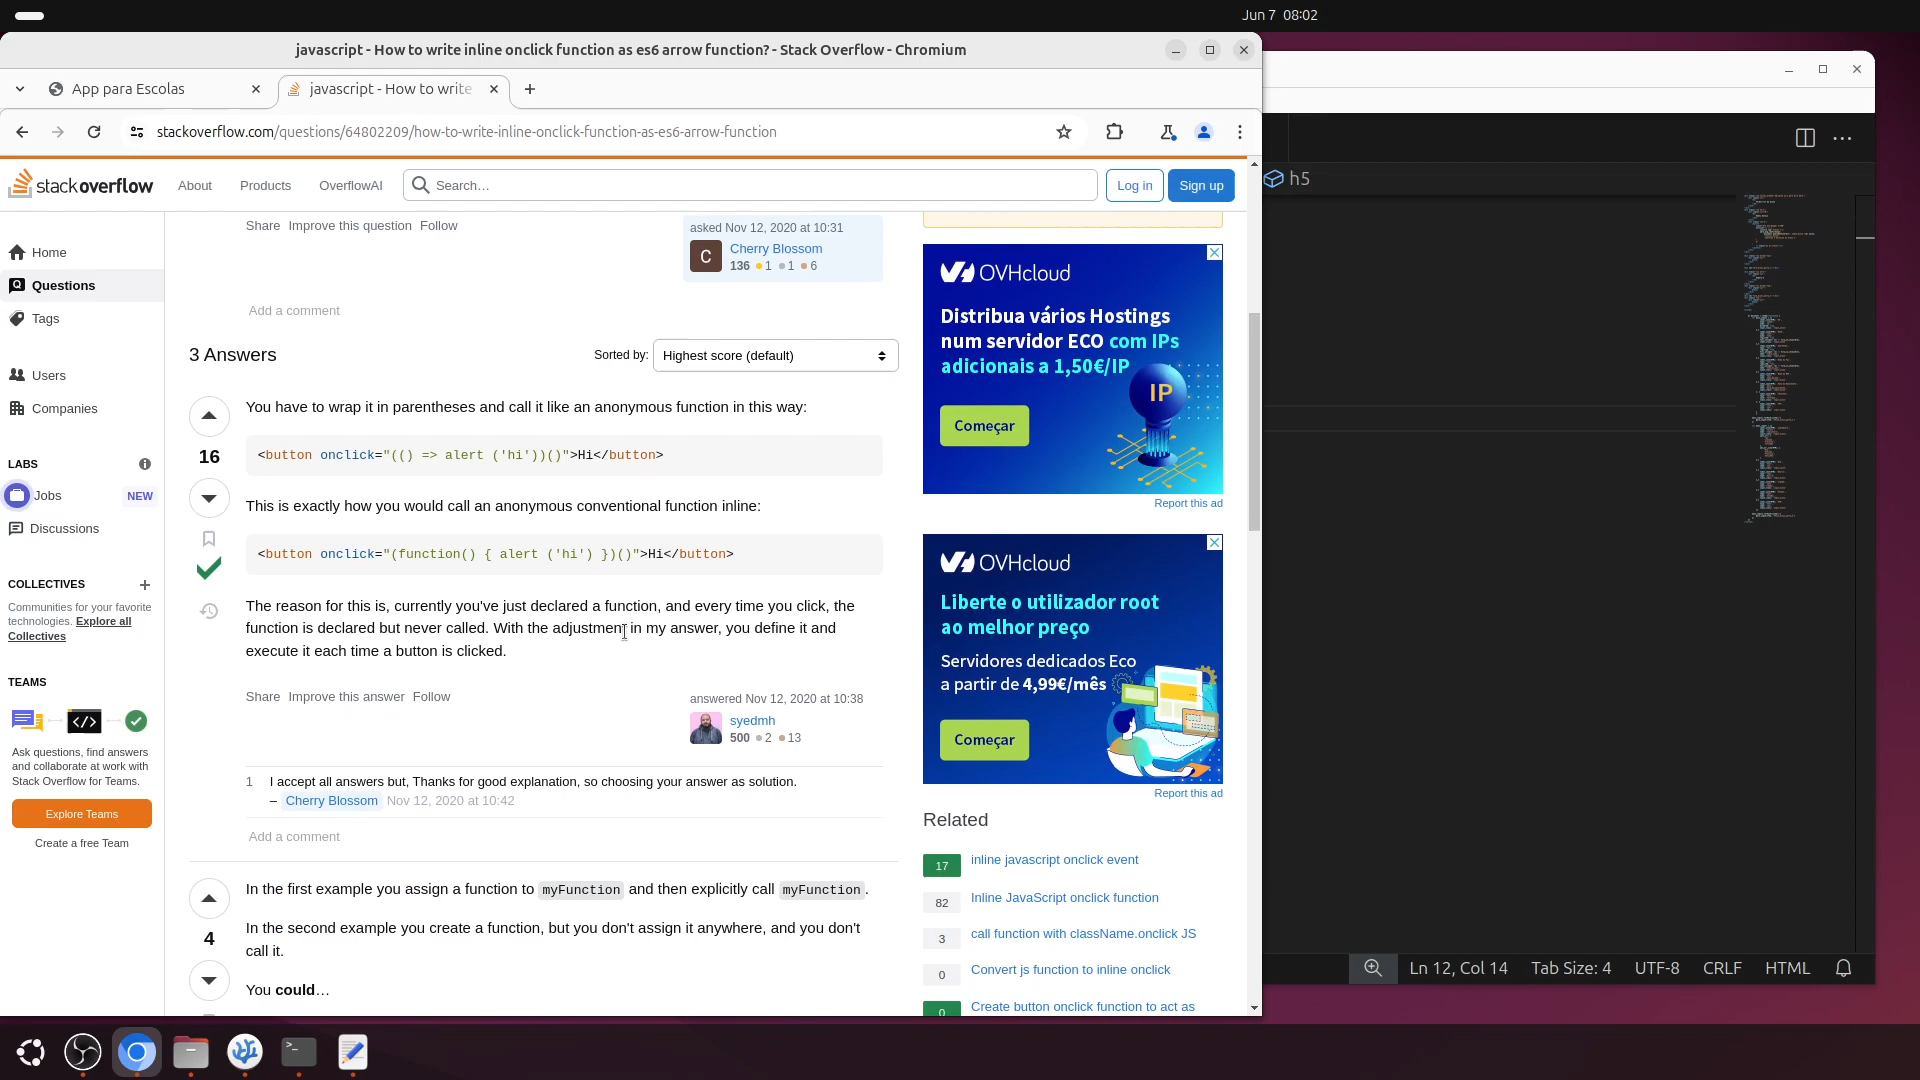 Jun 7 08:02
javascript - How to write inline onclick function as es6 arrow function? - Stack Overflow - Chromium
App para Escolas
javascript - How to write
stackoverflow.com/questions/64802209/how-to-write-inline-onclick-function-as-es6-arrow-function
stackoverflow
About
Products
OverflowAI
Search…
Log in
Sign up
h5
Home
Questions
Tags
Users
Companies
LABS
Jobs
NEW
Discussions
COLLECTIVES
Communities for your favorite
technologies. Explore all
Collectives
TEAMS
Ask questions, find answers
and collaborate at work with
Stack Overflow for Teams.
Explore Teams
Create a free Team
Share Improve this question Follow
asked Nov 12, 2020 at 10:31
C
Cherry Blossom
136 1 1 6
Add a comment
3 Answers
Sorted by:
Highest score (default)
16
You have to wrap it in parentheses and call it like an anonymous function in this way:
<button onclick="(() => alert ('hi'))()">Hi</button>
This is exactly how you would call an anonymous conventional function inline:
<button onclick="(function() { alert ('hi') })()">Hi</button>
The reason for this is, currently you've just declared a function, and every time you click, the
function is declared but never called. With the adjustment in my answer, you define it and
execute it each time a button is clicked.
Share Improve this answer Follow
answered Nov 12, 2020 at 10:38
syedmh
500 2 13
1 I accept all answers but, Thanks for good explanation, so choosing your answer as solution.
– Cherry Blossom Nov 12, 2020 at 10:42
Add a comment
4
In the first example you assign a function to myFunction and then explicitly call myFunction.
In the second example you create a function, but you don't assign it anywhere, and you don't
call it.
You could…
OVHcloud
Distribua vários Hostings
num servidor ECO com IPs
adicionais a 1,50€/IP
IP
Começar
Report this ad
OVHcloud
Liberte o utilizador root
ao melhor preço
Servidores dedicados Eco
a partir de 4,99€/mês
Começar
Report this ad
Related
17 inline javascript onclick event
82 Inline JavaScript onclick function
3 call function with className.onclick JS
0 Convert js function to inline onclick
0 Create button onclick function to act as
Ln 12, Col 14
Tab Size: 4
UTF-8
CRLF
HTML